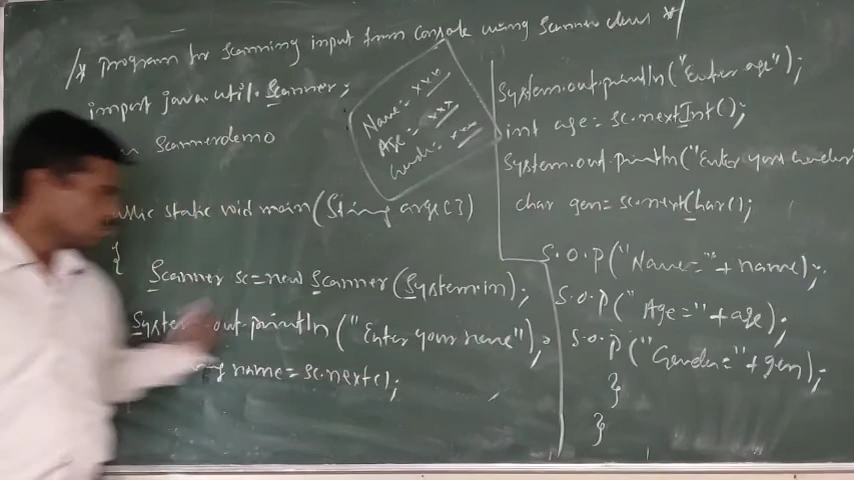 /* program for scanning input from console using Scanner class */
import java.util.Scanner;
Scannerdemo
static void main(String args[])
{
Scanner sc=new Scanner(System.in);
System.out.println("Enter your name");
name=sc.next();
Name:- xxx
Age:- xxx
Gender:- xxx
System.out.println("Enter age");
int age=sc.nextInt();
System.out.println("Enter your Gender
char gen=sc.nextChar();
S.O.P("Name="+name);
S.O.P("Age="+age);
S.O.P("Gender="+gen);
}
}